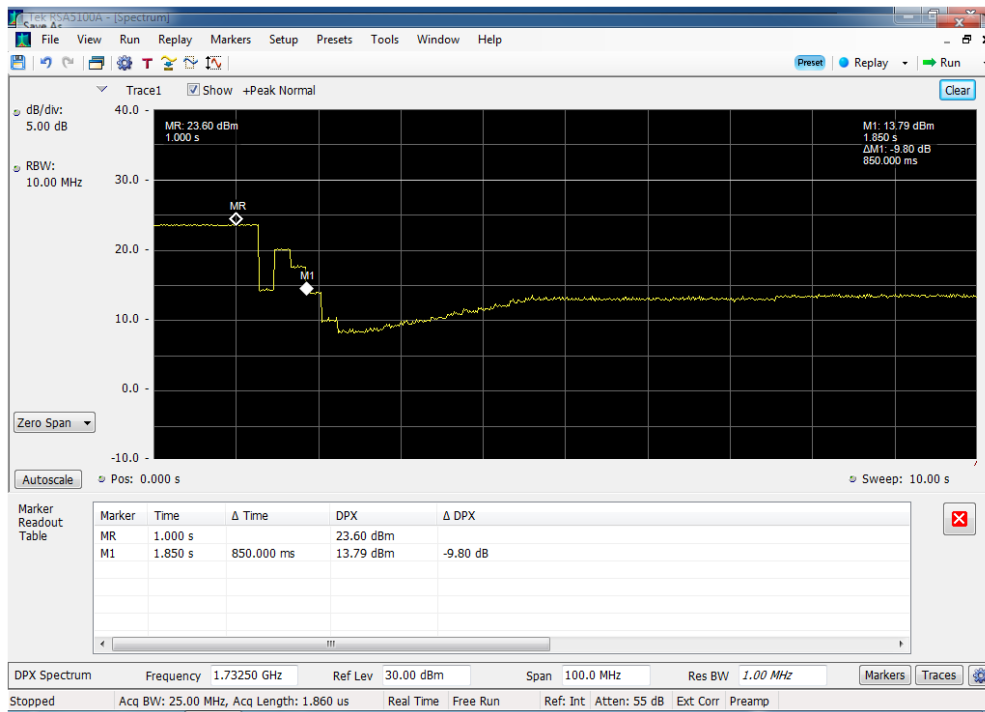 Tek RSA5100A - [Spectrum]
Save As
File View Run Replay Markers Setup Presets Tools Window Help
Preset Replay Run
Trace1 Show +Peak Normal Clear
dB/div:
5.00 dB
RBW:
10.00 MHz
40.0
30.0
20.0
10.0
0.0
-10.0
MR: 23.60 dBm
1.000 s
M1: 13.79 dBm
1.850 s
ΔM1: -9.80 dB
850.000 ms
MR
M1
Zero Span
Autoscale Pos: 0.000 s Sweep: 10.00 s
Marker
Readout
Table
Marker Time Δ Time DPX Δ DPX
MR 1.000 s 23.60 dBm
M1 1.850 s 850.000 ms 13.79 dBm -9.80 dB
DPX Spectrum Frequency 1.73250 GHz Ref Lev 30.00 dBm Span 100.0 MHz Res BW 1.00 MHz Markers Traces
Stopped Acq BW: 25.00 MHz, Acq Length: 1.860 us Real Time Free Run Ref: Int Atten: 55 dB Ext Corr Preamp